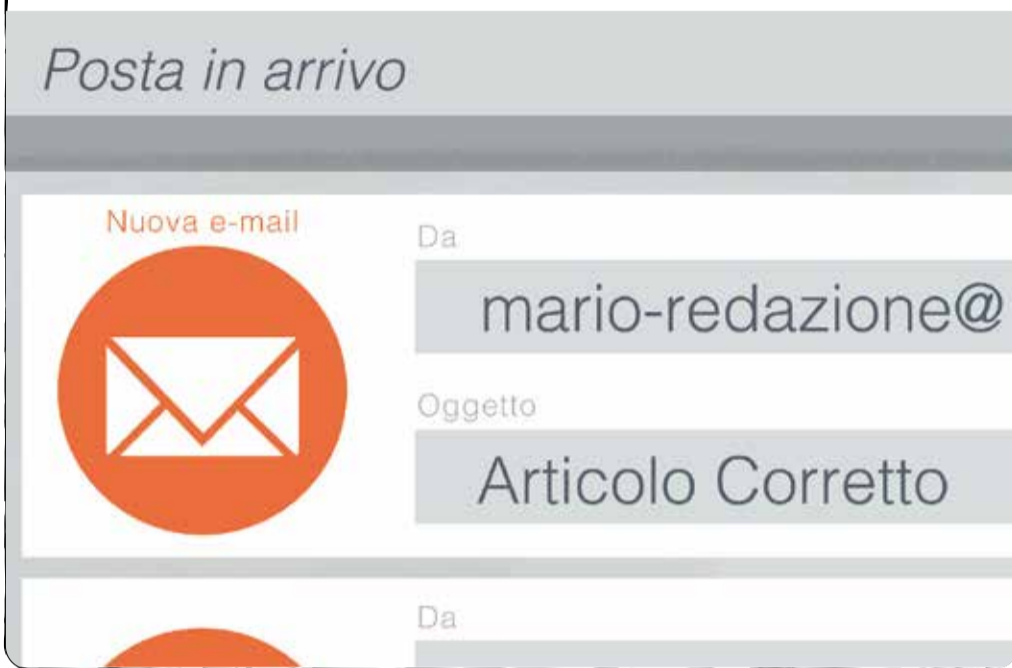 Posta in arrivo
Nuova e-mail
Da
mario-redazione@
Oggetto
Articolo Corretto
Da